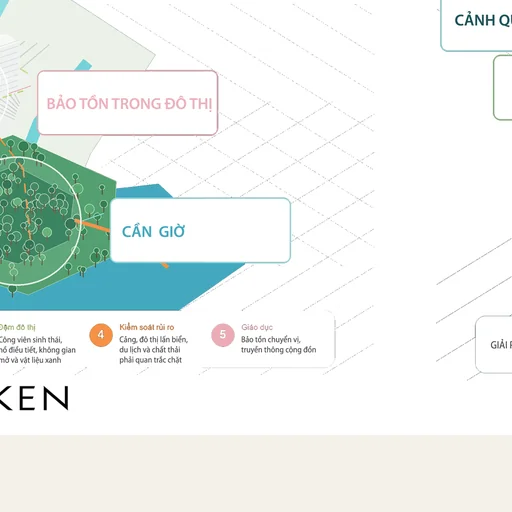 CẢNH QU
BẢO TỒN TRONG ĐÔ THỊ
CẦN GIỜ
Đệm đô thị
Công viên sinh thái,
hồ điều tiết, không gian
mở và vật liệu xanh
4
Kiểm soát rủi ro
Cảng, đô thị lấn biển,
du lịch và chất thải
phải quan trắc chặt
5
Giáo dục
Bảo tồn chuyển vị,
truyền thông cộng đồn
GIẢI P
KEN